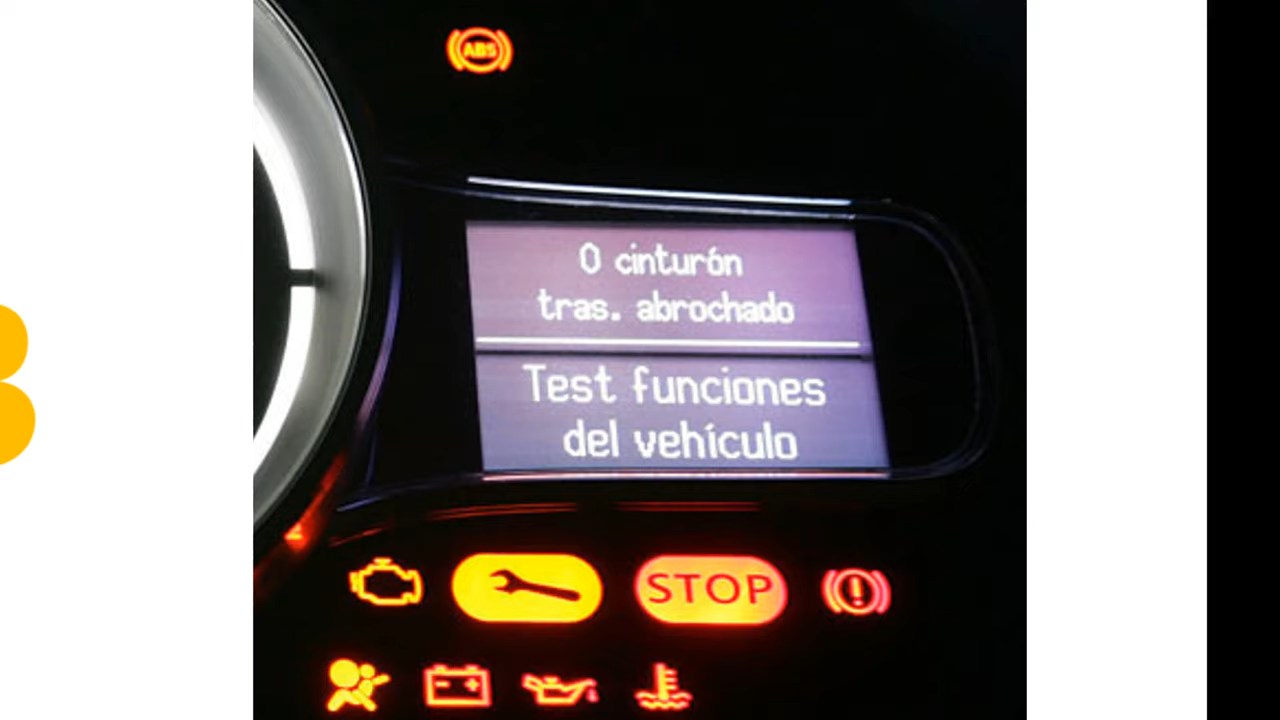 ABS
0 cinturón
tras. abrochado
Test funciones
del vehículo
STOP